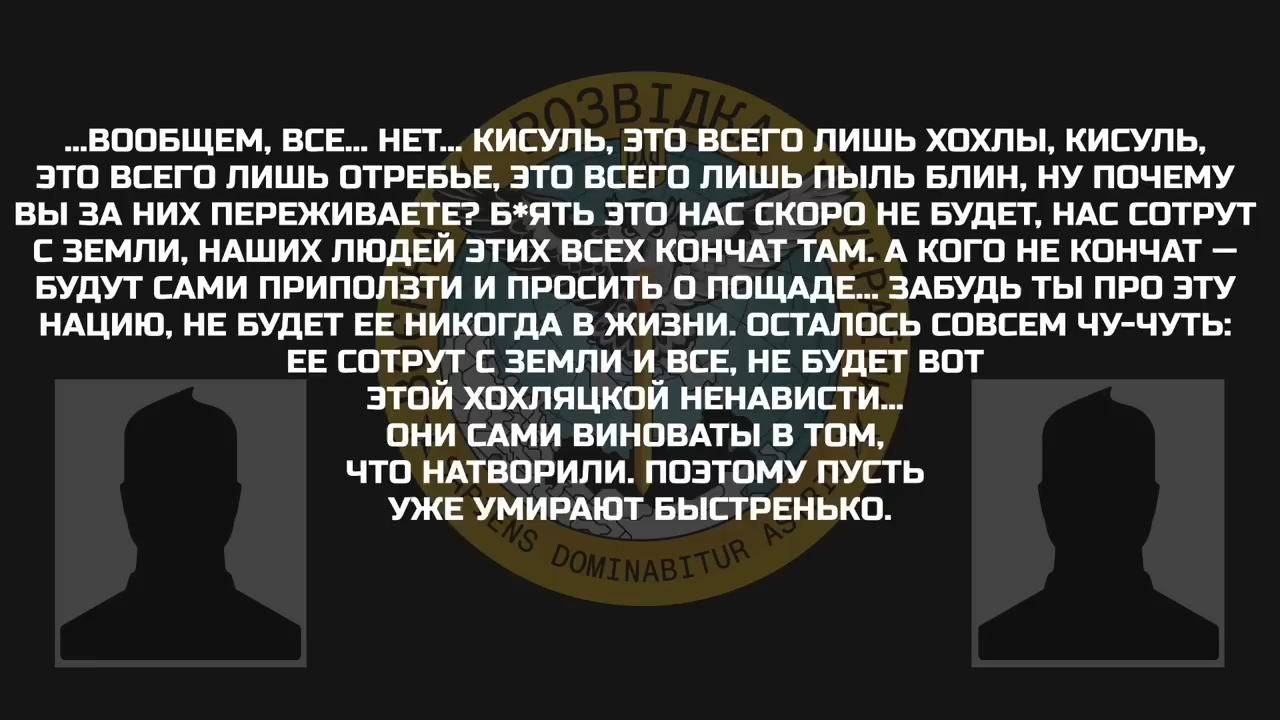 ...ВООБЩЕМ, ВСЕ... НЕТ... КИСУЛЬ, ЭТО ВСЕГО ЛИШЬ ХОХЛЫ, КИСУЛЬ,
ЭТО ВСЕГО ЛИШЬ ОТРЕБЬЕ, ЭТО ВСЕГО ЛИШЬ ПЫЛЬ БЛИН, НУ ПОЧЕМУ
ВЫ ЗА НИХ ПЕРЕЖИВАЕТЕ? Б*ЯТЬ ЭТО НАС СКОРО НЕ БУДЕТ, НАС СОТРУТ
С ЗЕМЛИ, НАШИХ ЛЮДЕЙ ЭТИХ ВСЕХ КОНЧАТ ТАМ. А КОГО НЕ КОНЧАТ —
БУДУТ САМИ ПРИПОЛЗТИ И ПРОСИТЬ О ПОЩАДЕ... ЗАБУДЬ ТЫ ПРО ЭТУ
НАЦИЮ, НЕ БУДЕТ ЕЕ НИКОГДА В ЖИЗНИ. ОСТАЛОСЬ СОВСЕМ ЧУ-ЧУТЬ:
ЕЕ СОТРУТ С ЗЕМЛИ И ВСЕ, НЕ БУДЕТ ВОТ
ЭТОЙ ХОХЛЯЦКОЙ НЕНАВИСТИ...
ОНИ САМИ ВИНОВАТЫ В ТОМ,
ЧТО НАТВОРИЛИ. ПОЭТОМУ ПУСТЬ
УЖЕ УМИРАЮТ БЫСТРЕНЬКО.
РОЗВІДКА
DOMINABITUR